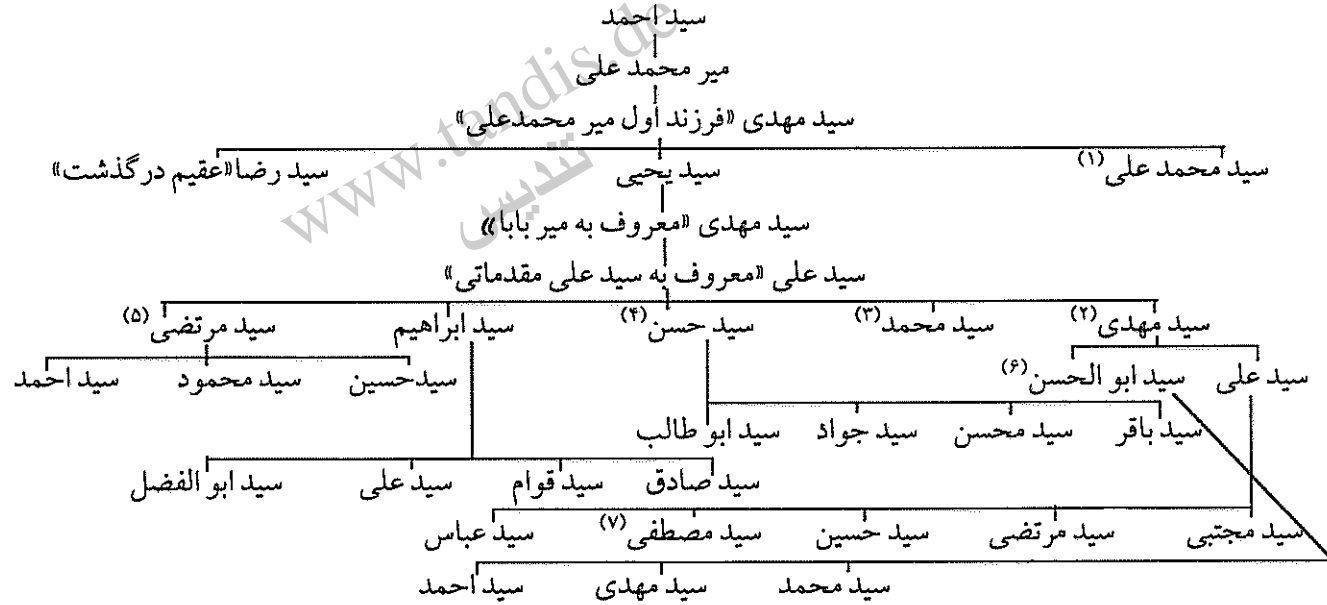 سید احمد
میر محمد علی
سید مهدی «فرزند اول میر محمدعلی»
سید محمد علی (۱) سید یحیی سید رضا «عقیم درگذشت»
سید مهدی «معروف به میر بابا»
سید علی «معروف به سید علی مقدماتی»
سید مهدی (۲) سید محمد (۳) سید حسن (۴) سید ابراهیم سید مرتضی (۵)
سید علی سید ابو الحسن (۶) سیدحسین سید محمود سید احمد
سید باقر سید محسن سید جواد سید ابو طالب
سید صادق سید قوام سید علی سید ابو الفضل
سید مجتبی سید مرتضی سید حسین سید مصطفی (۷) سید عباس
سید محمد سید مهدی سید احمد
www.tandis.de
تندیس